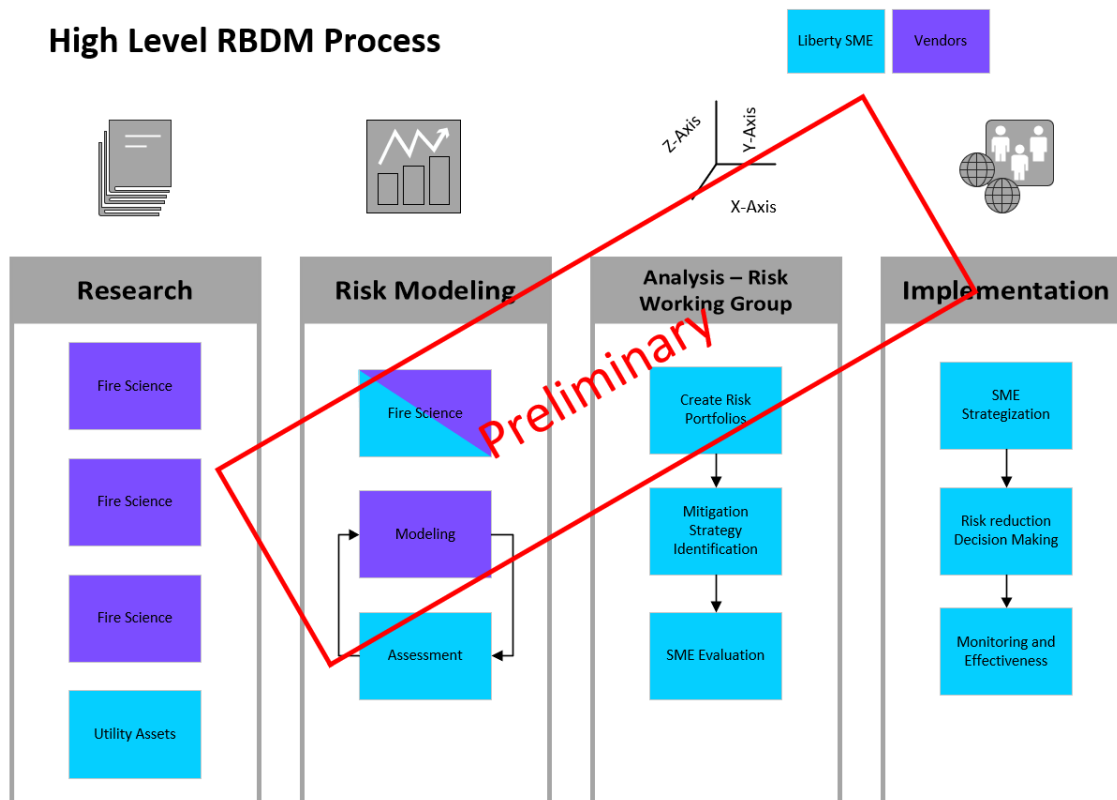 High Level RBDM Process
Liberty SME
Vendors
Z-Axis
Y-Axis
X-Axis
Research
Fire Science
Fire Science
Fire Science
Utility Assets
Risk Modeling
Fire Science
Modeling
Assessment
Analysis – Risk
Working Group
Create Risk
Portfolios
Mitigation
Strategy
Identification
SME Evaluation
Implementation
SME
Strategization
Risk reduction
Decision Making
Monitoring and
Effectiveness
Preliminary